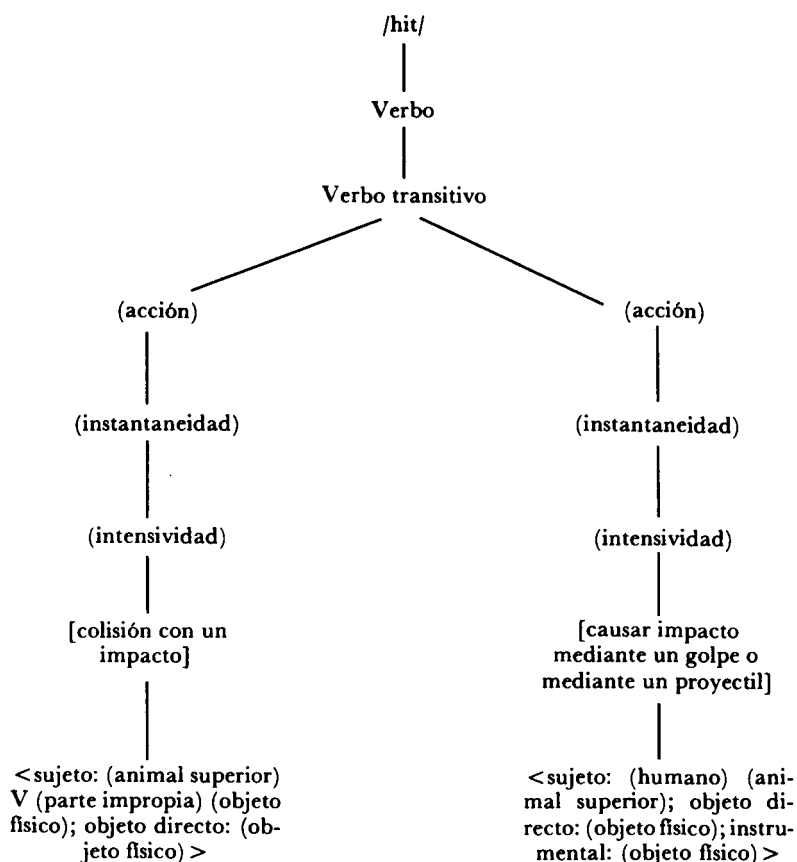 /hit/
Verbo
Verbo transitivo
(acción)
(instantaneidad)
(intensividad)
[colisión con un
impacto]
<sujeto: (animal superior)
V (parte impropia) (objeto
físico); objeto directo: (ob-
jeto físico) >
(acción)
(instantaneidad)
(intensividad)
[causar impacto
mediante un golpe o
mediante un proyectil]
<sujeto: (humano) (ani-
mal superior); objeto di-
recto: (objeto físico); instru-
mental: (objeto físico) >